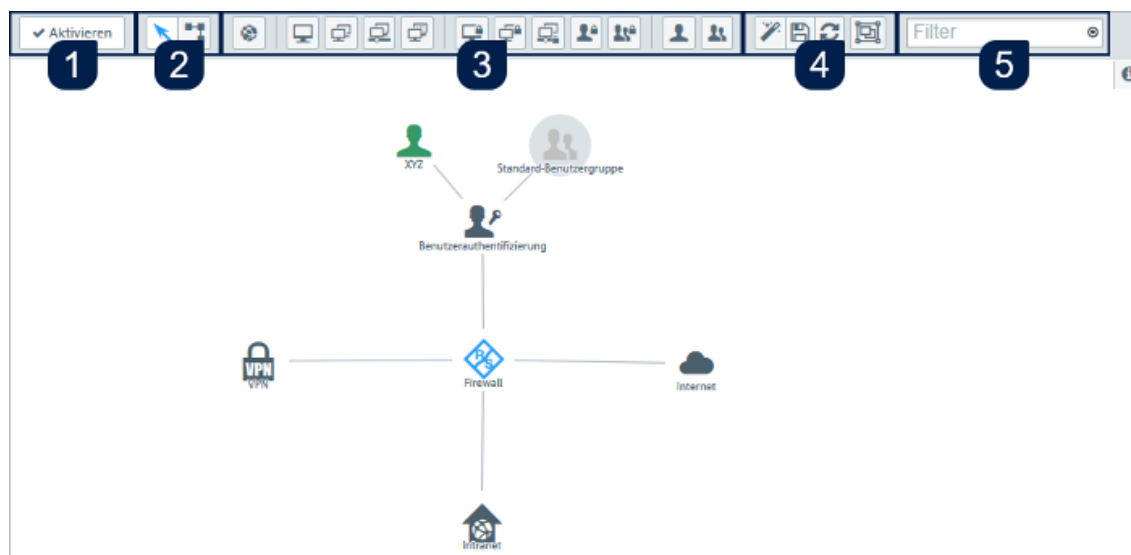 Aktivieren
Filter
1
2
3
4
5
XYZ
Standard-Benutzergruppe
Benutzerauthentifizierung
VPN
VPN
R
S
Firewall
Internet
Intranet